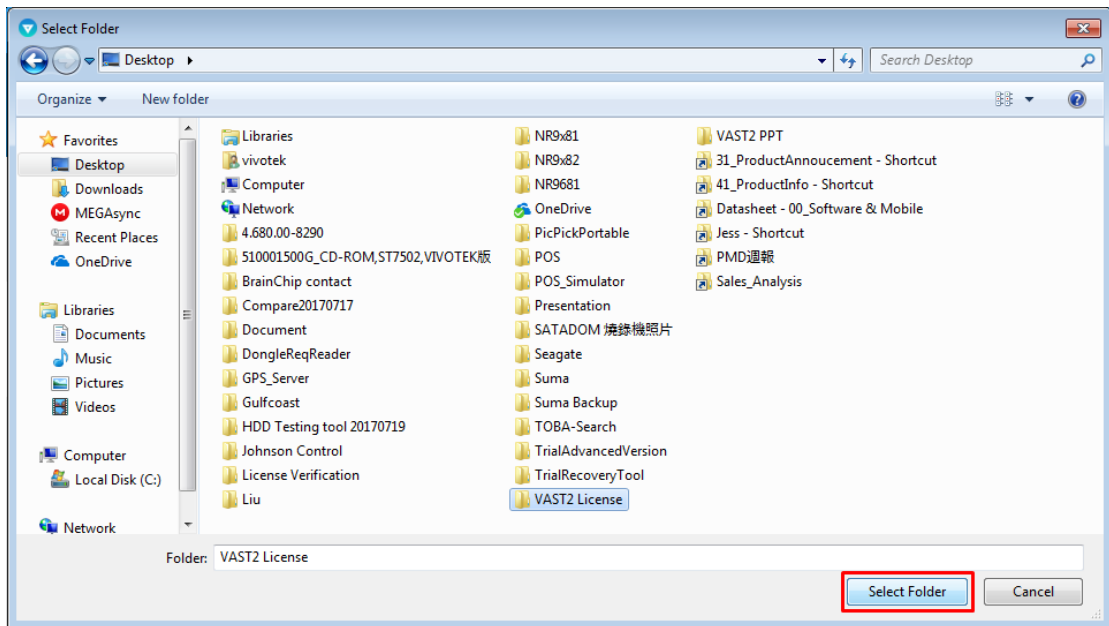 Select Folder
Desktop
Search Desktop
Organize
New folder
Favorites
Desktop
Downloads
MEGAsync
Recent Places
OneDrive
Libraries
Documents
Music
Pictures
Videos
Computer
Local Disk (C:)
Network
Libraries
vivotek
Computer
Network
4.680.00-8290
510001500G_CD-ROM,ST7502,VIVOTEK版
BrainChip contact
Compare20170717
Document
DongleReqReader
GPS_Server
Gulfcoast
HDD Testing tool 20170719
Johnson Control
License Verification
Liu
NR9x81
NR9x82
NR9681
OneDrive
PicPickPortable
POS
POS_Simulator
Presentation
SATADOM 燒錄機照片
Seagate
Suma
Suma Backup
TOBA-Search
TrialAdvancedVersion
TrialRecoveryTool
VAST2 License
VAST2 PPT
31_ProductAnnoucement - Shortcut
41_ProductInfo - Shortcut
Datasheet - 00_Software & Mobile
Jess - Shortcut
PMD週報
Sales_Analysis
Folder: VAST2 License
Select Folder
Cancel